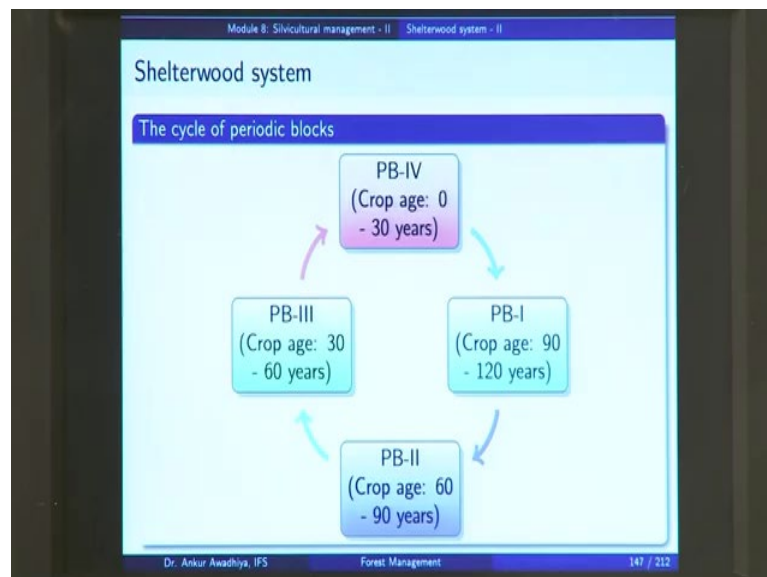 Module 8: Silvicultural management - II Shelterwood system - II
Shelterwood system
The cycle of periodic blocks
PB-IV
(Crop age: 0
- 30 years)
PB-III
(Crop age: 30
- 60 years)
PB-I
(Crop age: 90
- 120 years)
PB-II
(Crop age: 60
- 90 years)
Dr. Ankur Awadhiya, IFS Forest Management 147 / 212